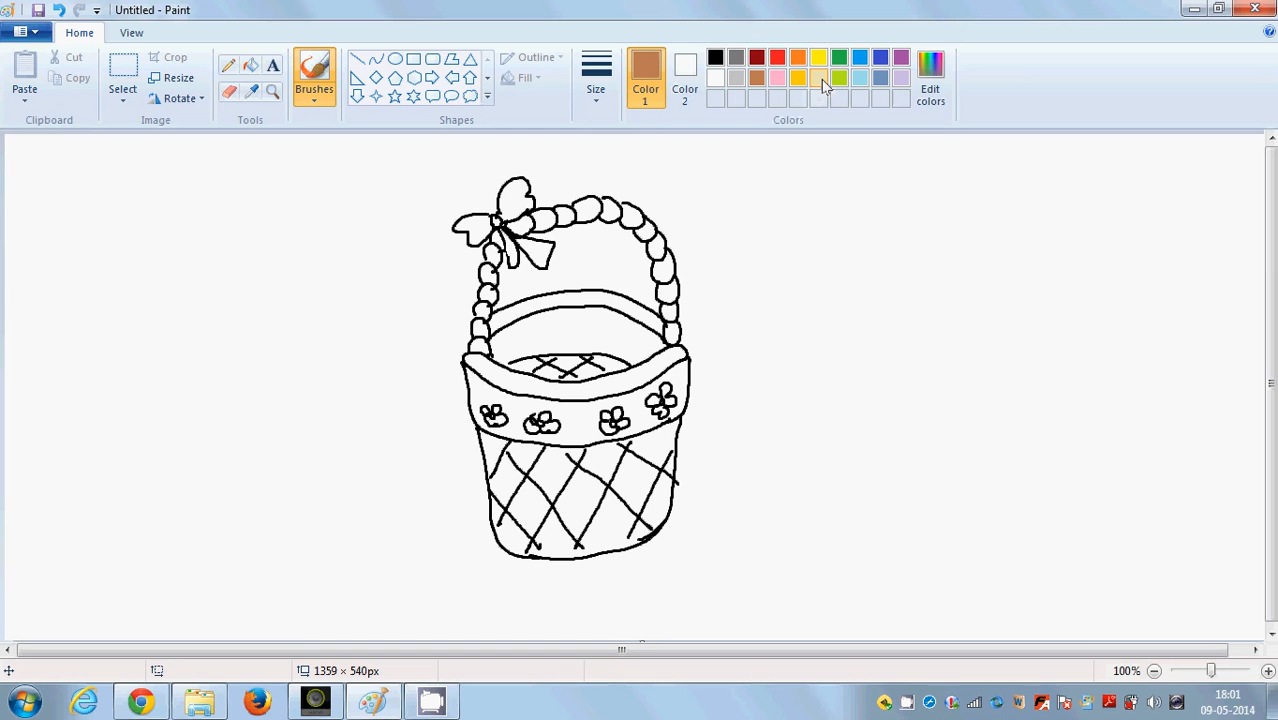 Untitled - Paint
Home View
Paste
Cut
Copy
Clipboard
Select
Crop
Resize
Rotate
Image
A
Tools
Brushes
Outline
Fill
Shapes
Size
Color 1
Color 2
Edit colors
Colors
1359 × 540px
100%
18:01
09-05-2014